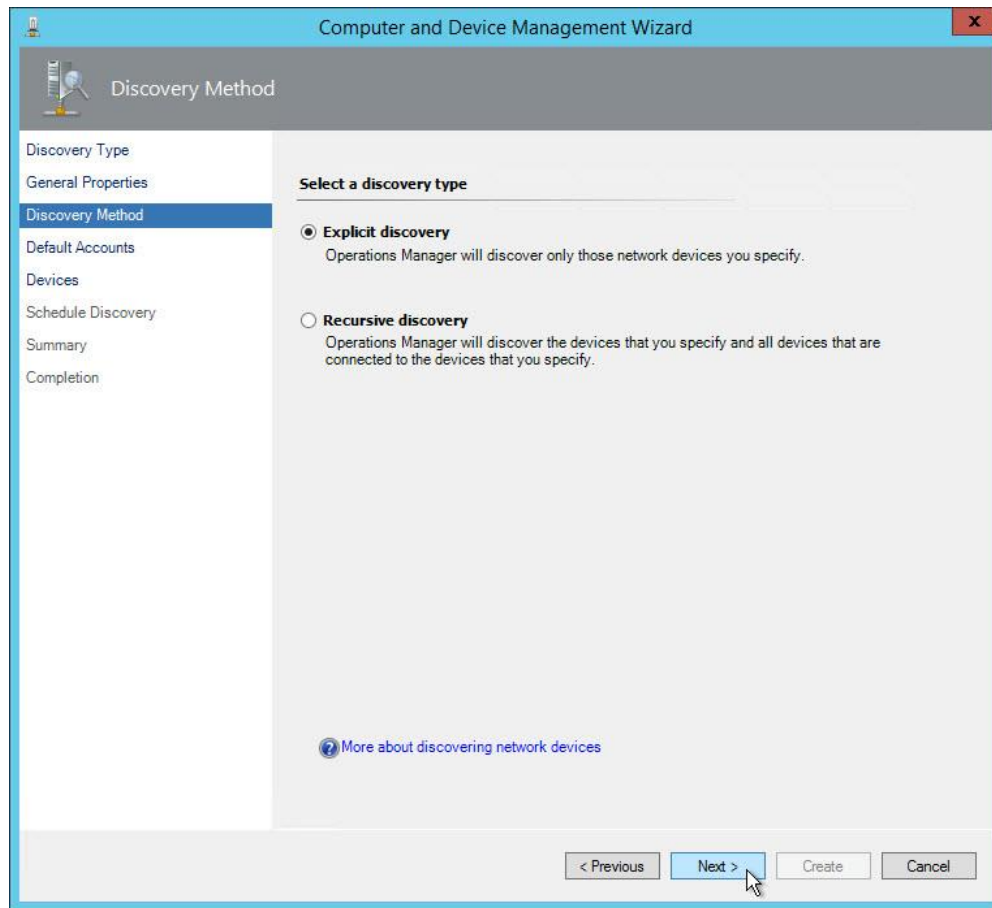 Computer and Device Management Wizard
x
Discovery Method
Discovery Type
General Properties
Discovery Method
Default Accounts
Devices
Schedule Discovery
Summary
Completion
Select a discovery type
Explicit discovery
Operations Manager will discover only those network devices you specify.
Recursive discovery
Operations Manager will discover the devices that you specify and all devices that are
connected to the devices that you specify.
? More about discovering network devices
< Previous
Next >
Create
Cancel